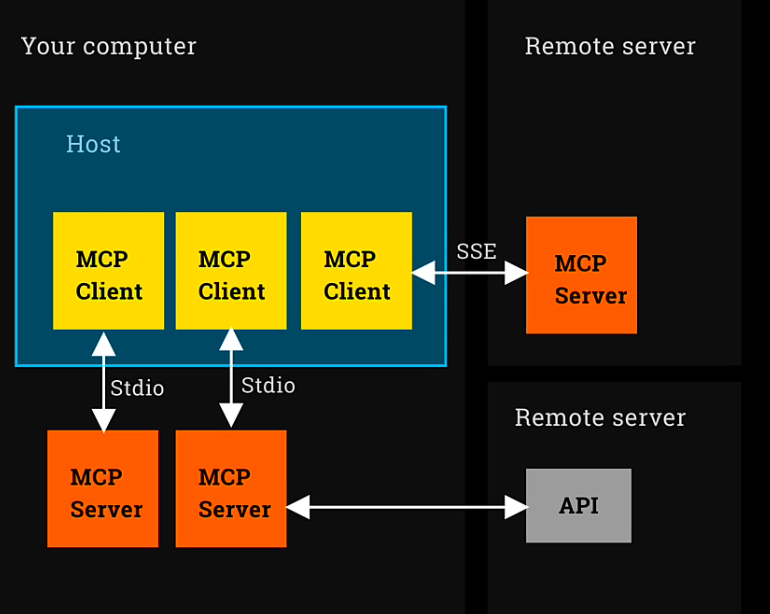 Your computer
Remote server
Host
MCP
Client
MCP
Client
MCP
Client
SSE
MCP
Server
Stdio
Stdio
Remote server
MCP
Server
MCP
Server
API